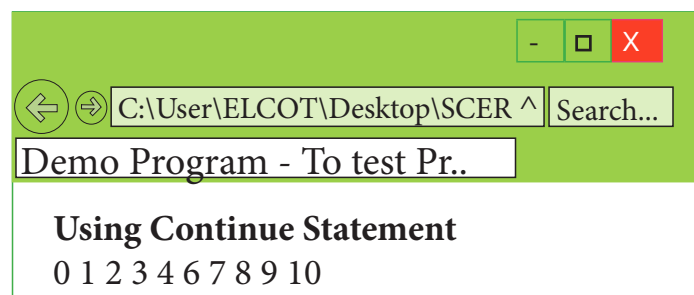 - X
C:\User\ELCOT\Desktop\SCER ^ Search...
Demo Program - To test Pr..
Using Continue Statement
0 1 2 3 4 6 7 8 9 10